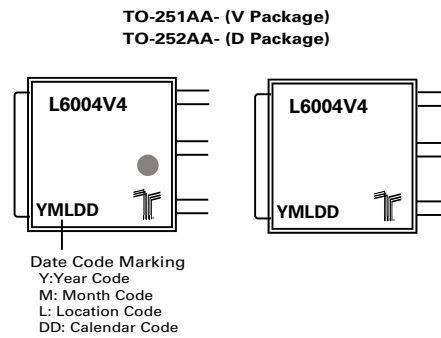 TO-251AA- (V Package)
TO-252AA- (D Package)
L6004V4
YMLDD
L6004V4
YMLDD
Date Code Marking
Y:Year Code
M: Month Code
L: Location Code
DD: Calendar Code